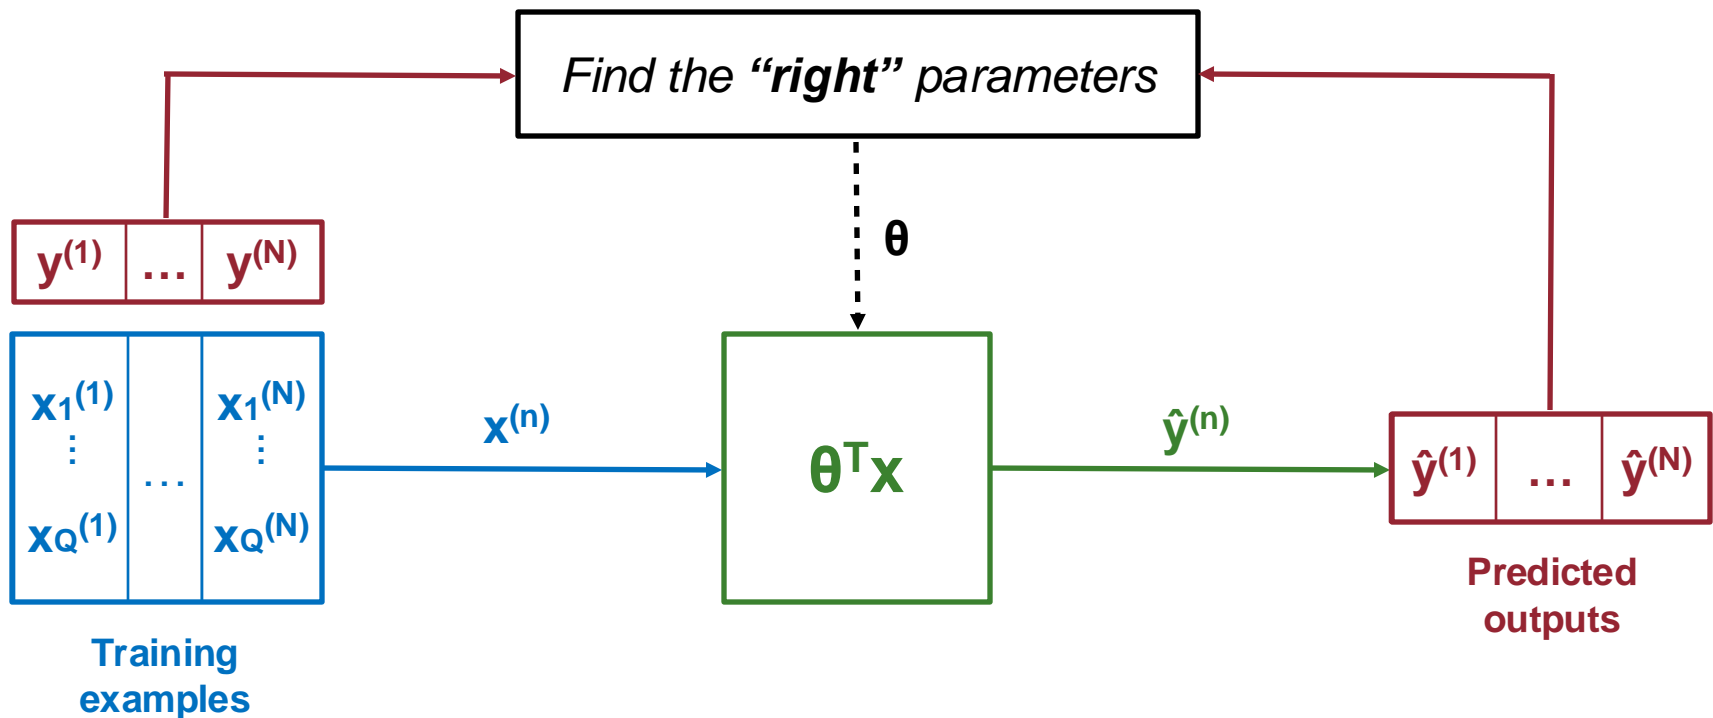 Find the “right” parameters
θ
y⁽¹⁾ … y⁽ᴺ⁾
x₁⁽¹⁾ x₁⁽ᴺ⁾
⋮ ⋮
…
xQ⁽¹⁾ xQ⁽ᴺ⁾
x⁽ⁿ⁾
θᵀx
ŷ⁽ⁿ⁾
ŷ⁽¹⁾ … ŷ⁽ᴺ⁾
Training
examples
Predicted
outputs